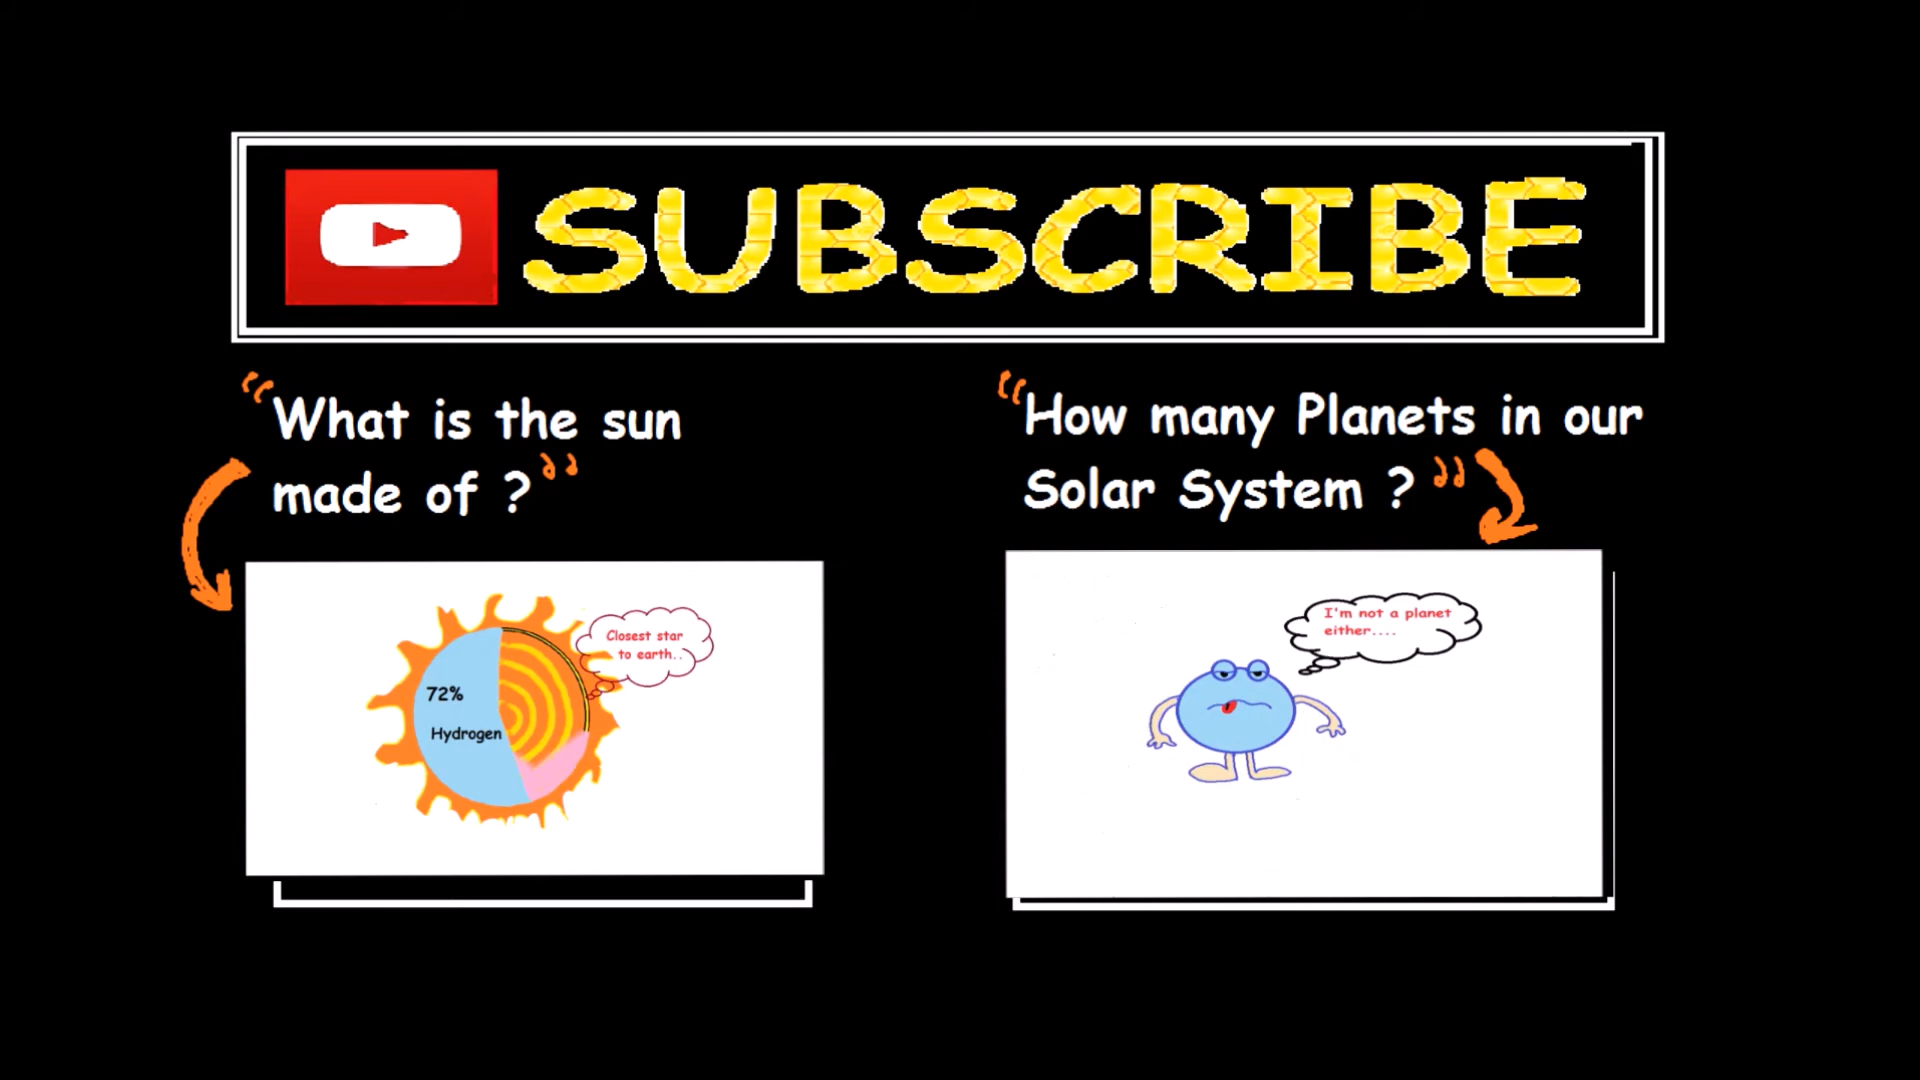 SUBSCRIBE
"What is the sun
made of ?"
"How many Planets in our
Solar System ?"
Closest star
to earth..
72%
Hydrogen
I'm not a planet
either....